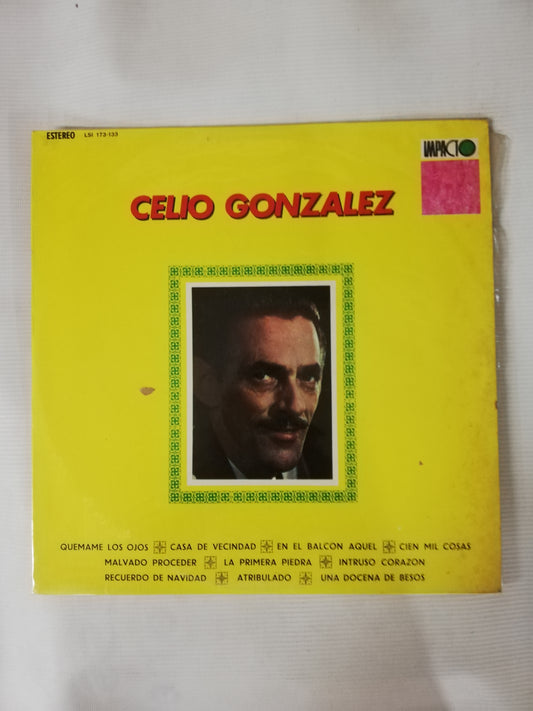 ESTEREO LSI 173-133
IMPACTO
CELIO GONZALEZ
QUEMAME LOS OJOS CASA DE VECINDAD EN EL BALCON AQUEL CIEN MIL COSAS
MALVADO PROCEDER LA PRIMERA PIEDRA INTRUSO CORAZON
RECUERDO DE NAVIDAD ATRIBULADO UNA DOCENA DE BESOS